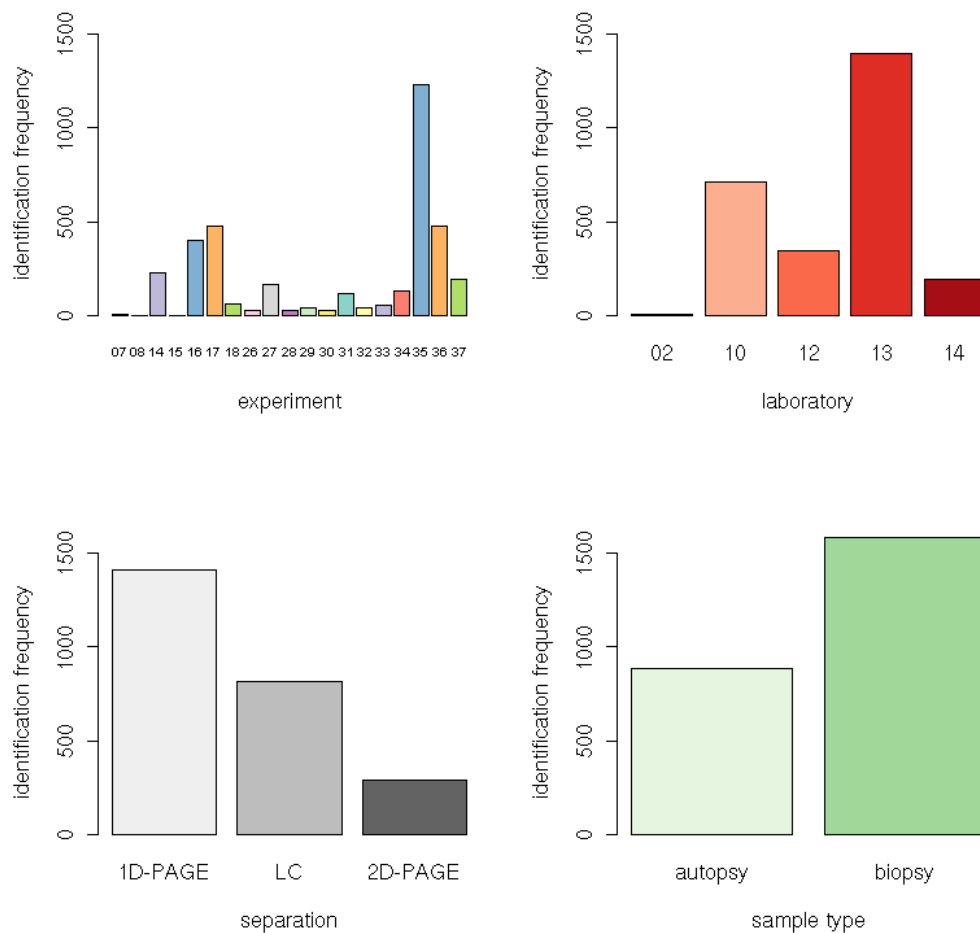 identification frequency
0 500 1000 1500
07 08 14 15 16 17 18 26 27 28 29 30 31 32 33 34 35 36 37
experiment
identification frequency
0 500 1000 1500
02 10 12 13 14
laboratory
identification frequency
0 500 1000 1500
1D-PAGE LC 2D-PAGE
separation
identification frequency
0 500 1000 1500
autopsy biopsy
sample type